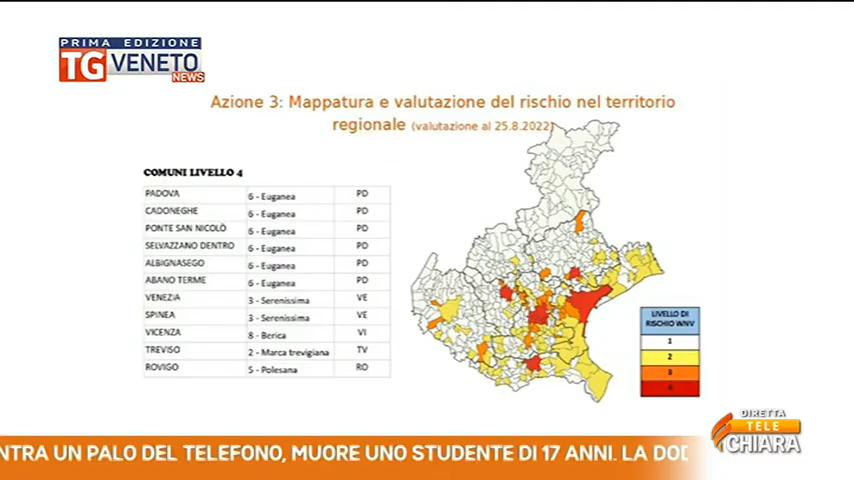 PRIMA EDIZIONE
TG VENETO
NEWS
Azione 3: Mappatura e valutazione del rischio nel territorio
regionale (valutazione al 25.8.2022)
COMUNI LIVELLO 4
PADOVA 6 - Euganea PD
CADONEGHE 6 - Euganea PD
PONTE SAN NICOLÒ 6 - Euganea PD
SELVAZZANO DENTRO 6 - Euganea PD
ALBIGNASEGO 6 - Euganea PD
ABANO TERME 6 - Euganea PD
VENEZIA 3 - Serenissima VE
SPINEA 3 - Serenissima VE
VICENZA 8 - Berica VI
TREVISO 2 - Marca trevigiana TV
ROVIGO 5 - Polesana RO
LIVELLO DI
RISCHIO WNV
1
2
3
4
DIRETTA
TELE
CHIARA
NTRA UN PALO DEL TELEFONO, MUORE UNO STUDENTE DI 17 ANNI. LA DOD